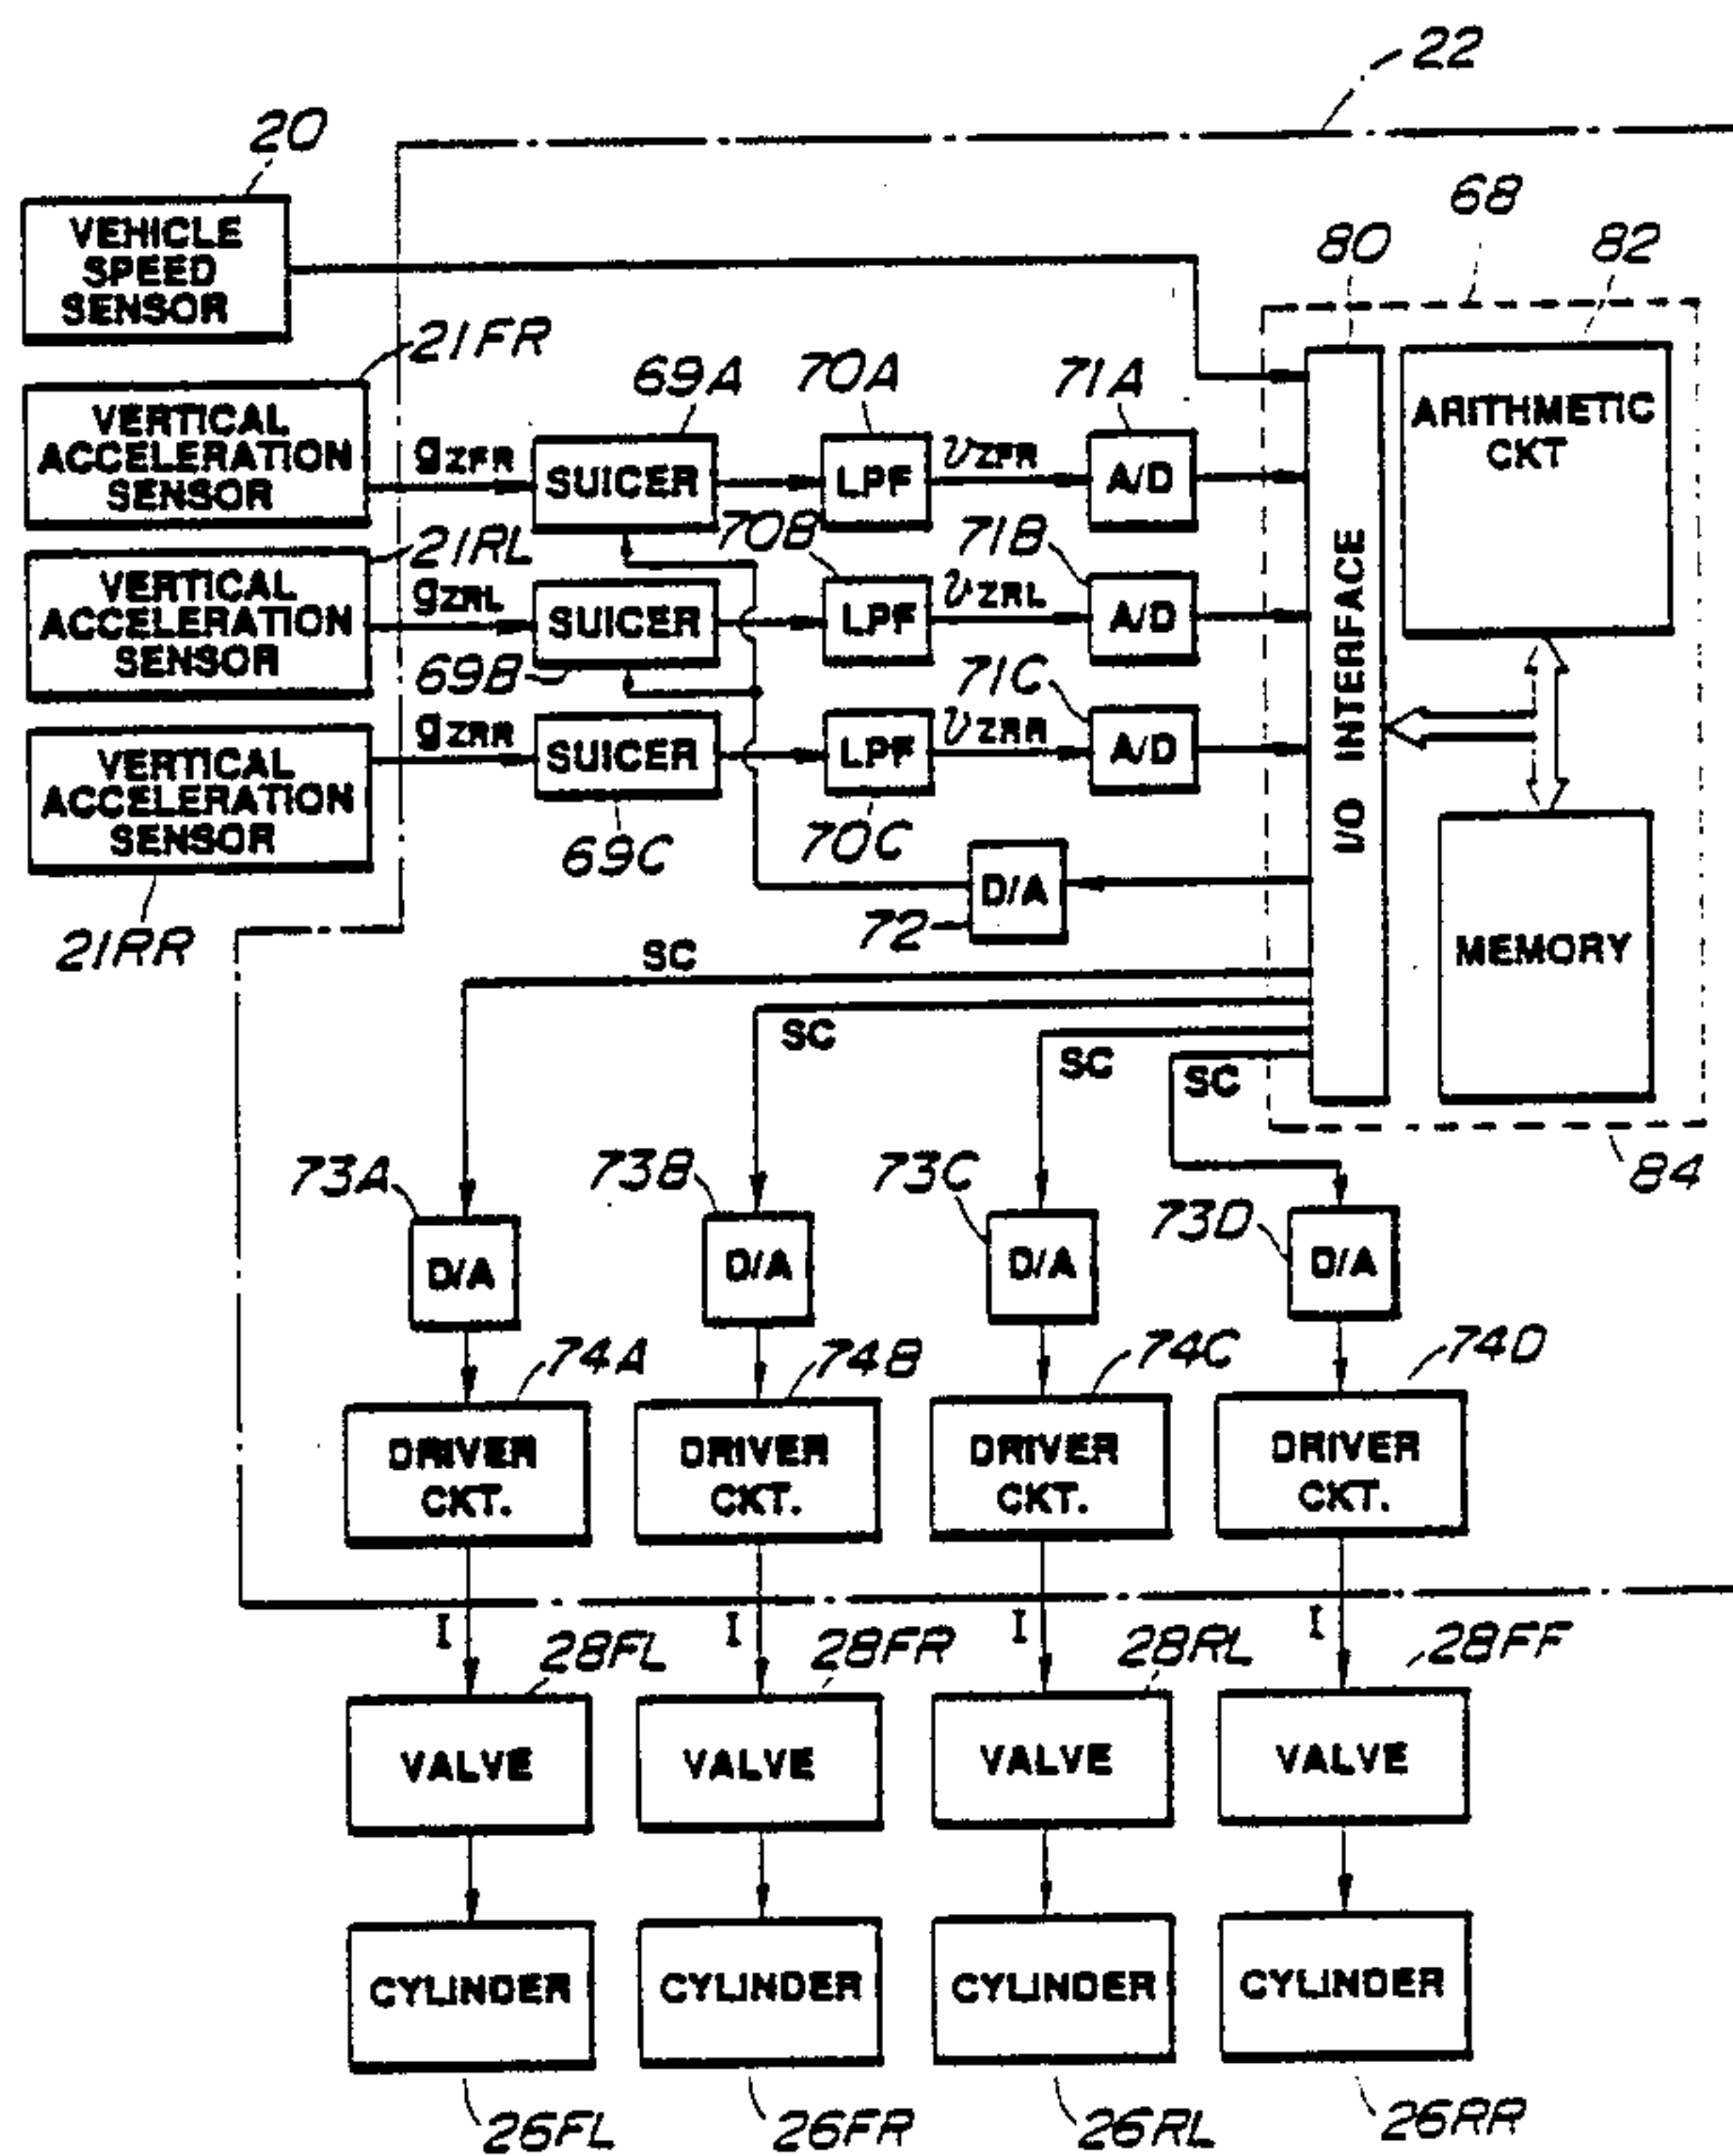 22
20
68
VEHICLE
SPEED
SENSOR
80
82
21FR
69A
70A
71A
VERTICAL
ACCELERATION
SENSOR
gZFR
SUICER
LPF
vZFR
A/D
ARITHMETIC
CKT
21RL
70B
71B
VERTICAL
ACCELERATION
SENSOR
gZRL
SUICER
LPF
vZRL
A/D
I/O INTERFACE
69B
71C
VERTICAL
ACCELERATION
SENSOR
gZRR
SUICER
LPF
vZRR
A/D
69C
70C
21RR
D/A
72
MEMORY
SC
SC
SC
SC
84
73A
73B
73C
73D
D/A
D/A
D/A
D/A
74A
74B
74C
74D
DRIVER
CKT.
DRIVER
CKT.
DRIVER
CKT.
DRIVER
CKT.
I
I
I
I
28FL
28FR
28RL
28FF
VALVE
VALVE
VALVE
VALVE
CYLINDER
CYLINDER
CYLINDER
CYLINDER
26FL
26FR
26RL
26RR